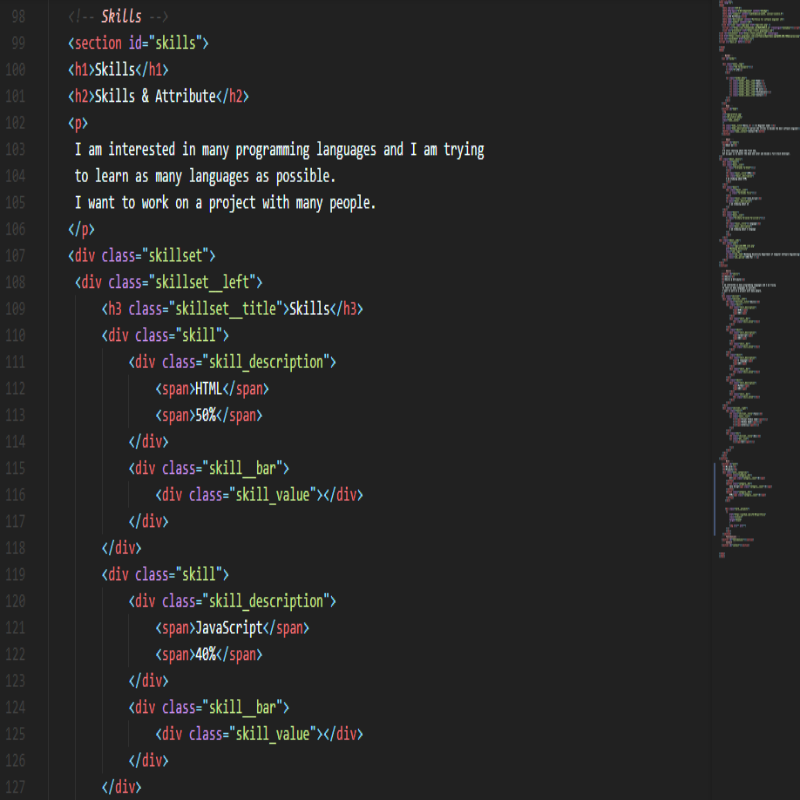 98 <!-- Skills -->
99 <section id="skills">
100 <h1>Skills</h1>
101 <h2>Skills & Attribute</h2>
102 <p>
103 I am interested in many programming languages and I am trying
104 to learn as many languages as possible.
105 I want to work on a project with many people.
106 </p>
107 <div class="skillset">
108 <div class="skillset__left">
109 <h3 class="skillset__title">Skills</h3>
110 <div class="skill">
111 <div class="skill_description">
112 <span>HTML</span>
113 <span>50%</span>
114 </div>
115 <div class="skill__bar">
116 <div class="skill_value"></div>
117 </div>
118 </div>
119 <div class="skill">
120 <div class="skill_description">
121 <span>JavaScript</span>
122 <span>40%</span>
123 </div>
124 <div class="skill__bar">
125 <div class="skill_value"></div>
126 </div>
127 </div>